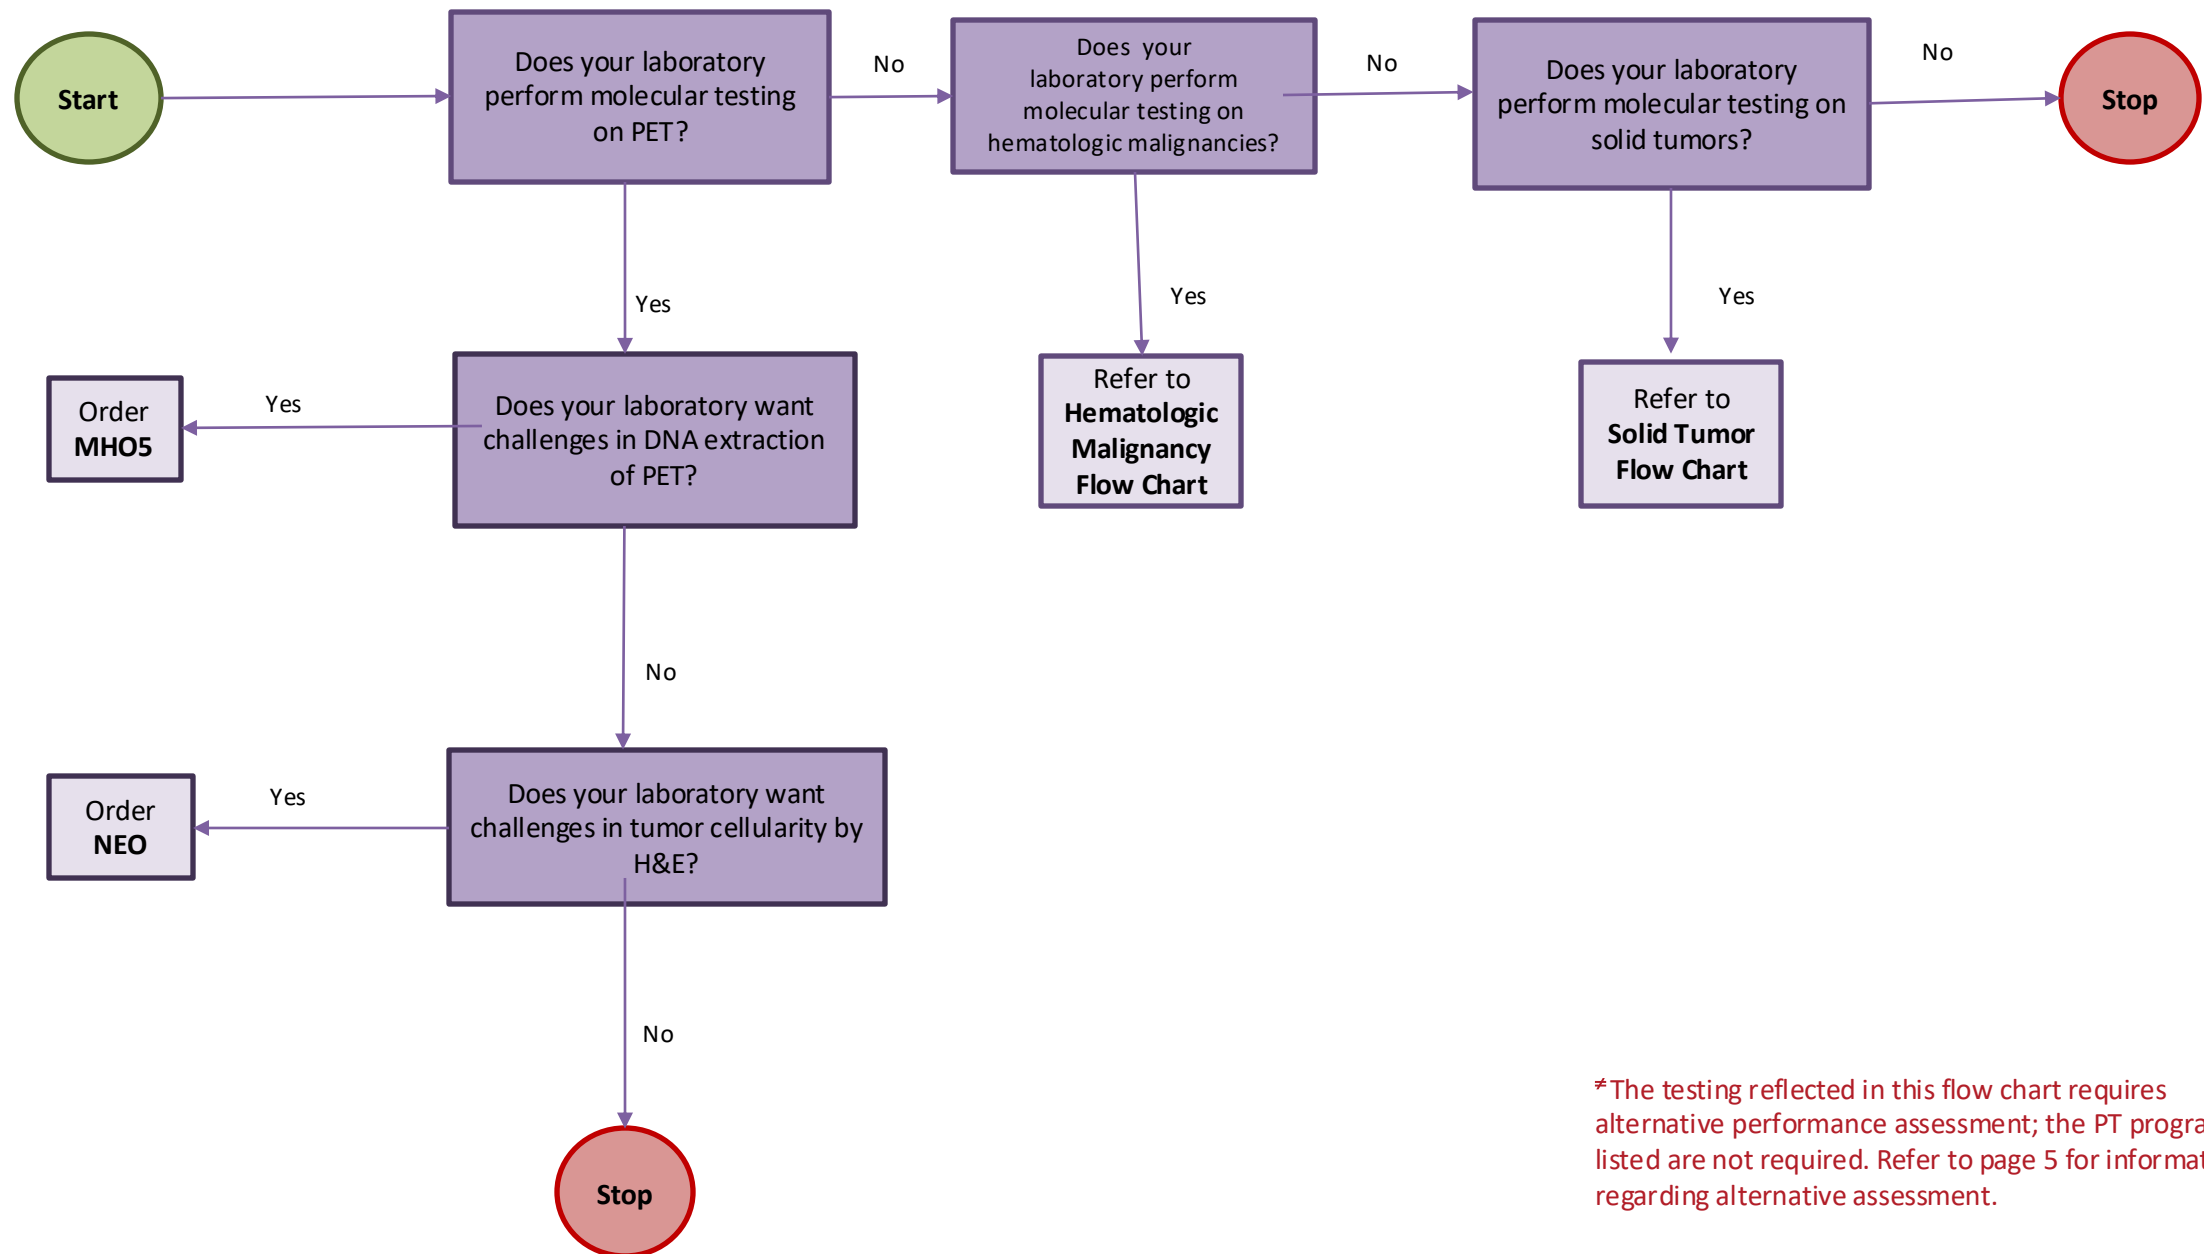 Start
Does your laboratory
perform molecular testing
on PET?
No
Does your
laboratory perform
molecular testing on
hematologic malignancies?
No
Does your laboratory
perform molecular testing on
solid tumors?
No
Stop
Yes
Yes
Yes
Order
MHO5
Yes
Does your laboratory want
challenges in DNA extraction
of PET?
Refer to
Hematologic
Malignancy
Flow Chart
Refer to
Solid Tumor
Flow Chart
No
Order
NEO
Yes
Does your laboratory want
challenges in tumor cellularity by
H&E?
No
Stop
≠The testing reflected in this flow chart requires
alternative performance assessment; the PT progra
listed are not required. Refer to page 5 for informat
regarding alternative assessment.